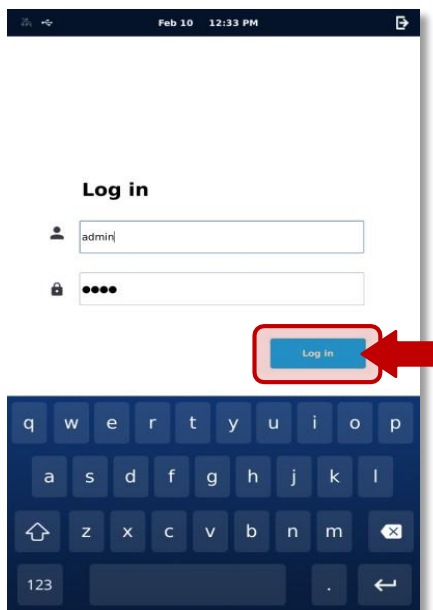 Feb 10 12:33 PM
Log in
admin
Log in
q w e r t y u i o p
a s d f g h j k l
z x c v b n m
123 .